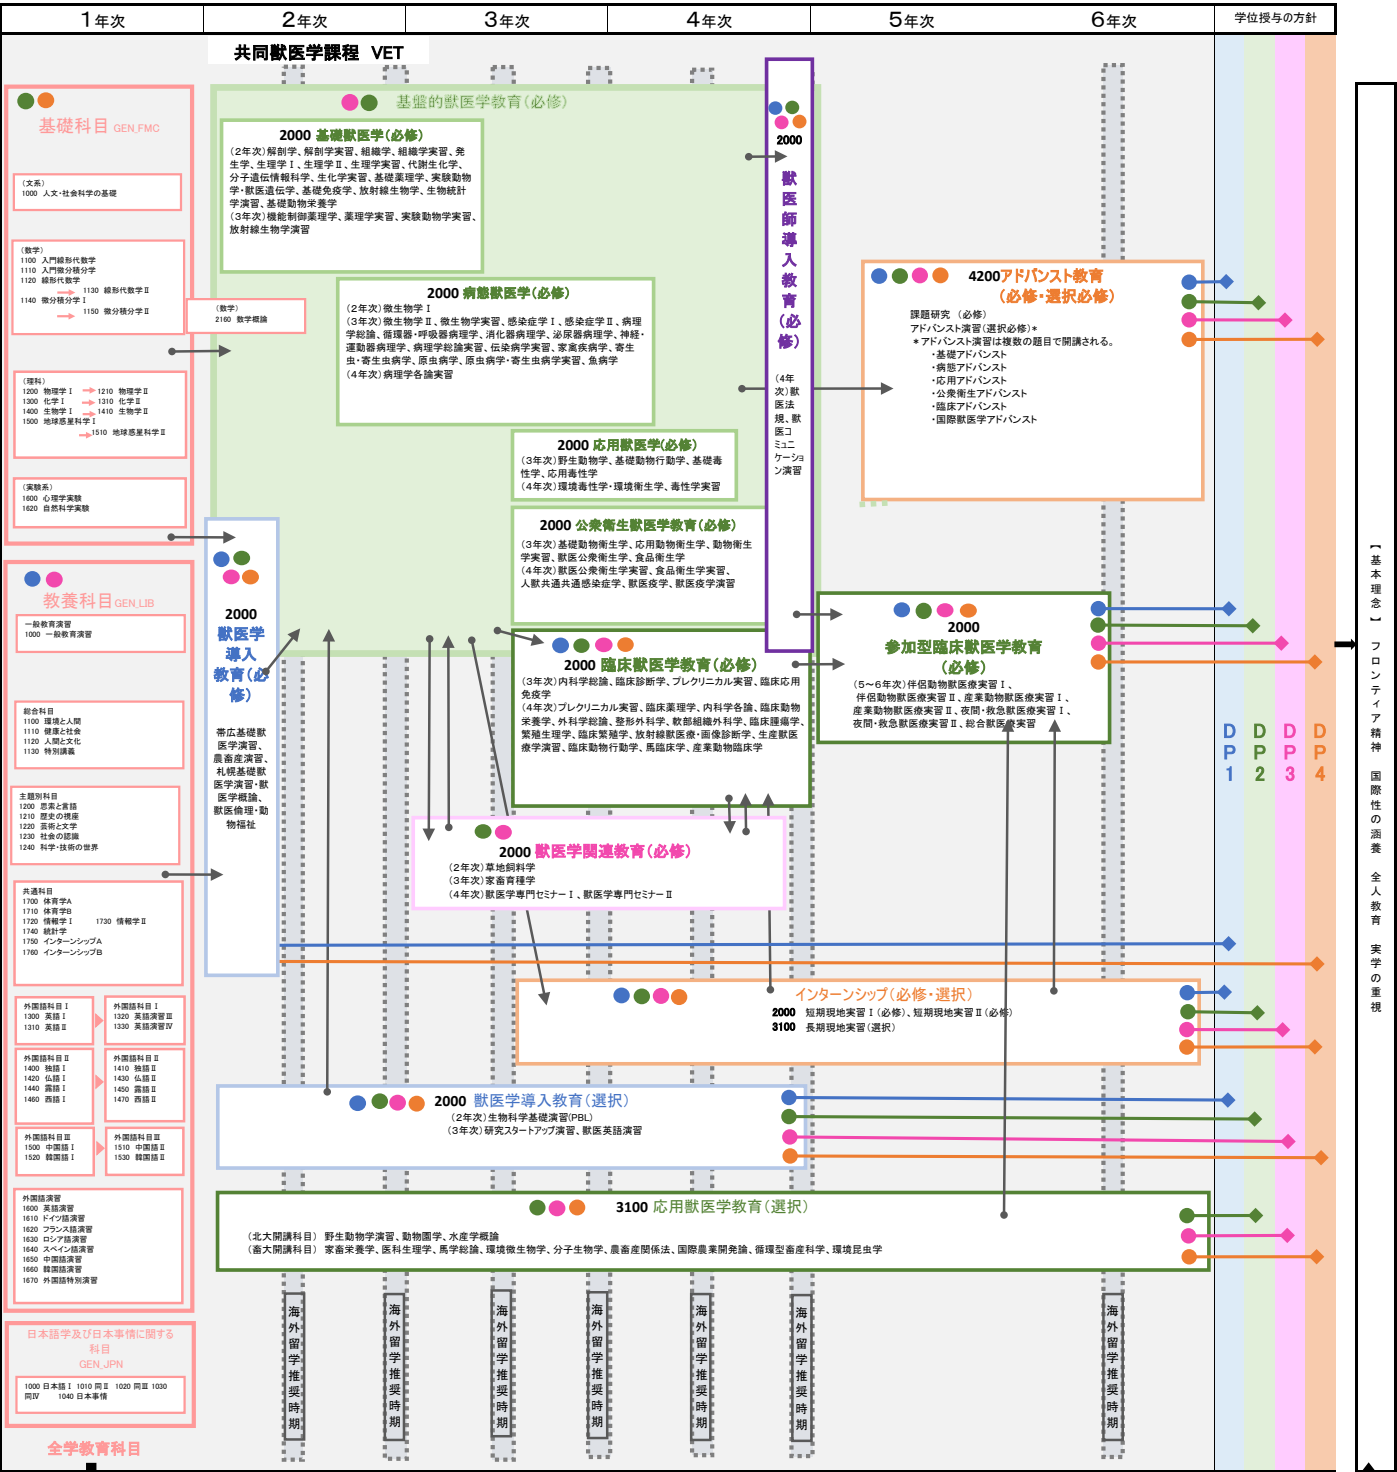 1年次
2年次
3年次
4年次
5年次
6年次
学位授与の方針
共同獣医学課程 VET
基礎科目 GEN_FMC
(文系)
1000 人文・社会科学の基礎
(数学)
1100 入門線形代数学
1110 入門微分積分学
1120 線形代数学
1130 線形代数学Ⅱ
1140 微分積分学Ⅰ
1150 微分積分学Ⅱ
(数学)
2160 数学概論
(理科)
1200 物理学Ⅰ 1210 物理学Ⅱ
1300 化学Ⅰ 1310 化学Ⅱ
1400 生物学Ⅰ 1410 生物学Ⅱ
1500 地球惑星科学Ⅰ
1510 地球惑星科学Ⅱ
(実験系)
1600 心理学実験
1620 自然科学実験
教養科目 GEN_LIB
一般教育演習
1000 一般教育演習
総合科目
1100 環境と人間
1110 健康と社会
1120 人間と文化
1130 特別講義
主題別科目
1200 思索と言語
1210 歴史の視座
1220 芸術と文学
1230 社会の認識
1240 科学・技術の世界
共通科目
1700 体育学A
1710 体育学B
1720 情報学Ⅰ 1730 情報学Ⅱ
1740 統計学
1750 インターンシップA
1760 インターンシップB
外国語科目Ⅰ
1300 英語Ⅰ
1310 英語Ⅱ
外国語科目Ⅰ
1320 英語演習Ⅲ
1330 英語演習Ⅳ
外国語科目Ⅱ
1400 独語Ⅰ
1420 仏語Ⅰ
1440 露語Ⅰ
1460 西語Ⅰ
外国語科目Ⅱ
1410 独語Ⅱ
1430 仏語Ⅱ
1450 露語Ⅱ
1470 西語Ⅱ
外国語科目Ⅲ
1500 中国語Ⅰ
1520 韓国語Ⅰ
外国語科目Ⅲ
1510 中国語Ⅱ
1530 韓国語Ⅱ
外国語演習
1600 英語演習
1610 ドイツ語演習
1620 フランス語演習
1630 ロシア語演習
1640 スペイン語演習
1650 中国語演習
1660 韓国語演習
1670 外国語特別演習
日本語学及び日本事情に関する
科目
GEN_JPN
1000 日本語Ⅰ 1010 同Ⅱ 1020 同Ⅲ 1030
同Ⅳ 1040 日本事情
全学教育科目
基盤的獣医学教育(必修)
2000 基礎獣医学(必修)
(2年次)解剖学、解剖学実習、組織学、組織学実習、発
生学、生理学Ⅰ、生理学Ⅱ、生理学実習、代謝生化学、
分子遺伝情報科学、生化学実習、基礎薬理学、実験動物
学・獣医遺伝学、基礎免疫学、放射線生物学、生物統計
学演習、基礎動物栄養学
(3年次)機能制御薬理学、薬理学実習、実験動物学実習、
放射線生物学演習
2000 病態獣医学(必修)
(2年次)微生物学Ⅰ
(3年次)微生物学Ⅱ、微生物学実習、感染症学Ⅰ、感染症学Ⅱ、病理
学総論、循環器・呼吸器病理学、消化器病理学、泌尿器病理学、神経・
運動器病理学、病理学総論実習、伝染病学実習、家禽疾病学、寄生
虫・寄生虫病学、原虫病学、原虫病学・寄生虫病学実習、魚病学
(4年次)病理学各論実習
2000 応用獣医学(必修)
(3年次)野生動物学、基礎動物行動学、基礎毒
性学、応用毒性学
(4年次)環境毒性学・環境衛生学、毒性学実習
2000 公衆衛生獣医学教育(必修)
(3年次)基礎動物衛生学、応用動物衛生学、動物衛生
学実習、獣医公衆衛生学、食品衛生学
(4年次)獣医公衆衛生学実習、食品衛生学実習、
人獣共通共通感染症学、獣医疫学、獣医疫学演習
2000
獣医師導入教育(必修)
(4年
次)獣
医法
規、獣
医コ
ミュニ
ケーショ
ン演習
2000
獣医学
導入
教育(必
修)
帯広基礎獣
医学演習、
農畜産演習、
札幌基礎獣
医学演習・獣
医学概論、
獣医倫理・動
物福祉
2000 臨床獣医学教育(必修)
(3年次)内科学総論、臨床診断学、プレクリニカル実習、臨床応用
免疫学
(4年次)プレクリニカル実習、臨床薬理学、内科学各論、臨床動物
栄養学、外科学総論、整形外科学、軟部組織外科学、臨床腫瘍学、
繁殖生理学、臨床繁殖学、放射線獣医療・画像診断学、生産獣医
療学演習、臨床動物行動学、馬臨床学、産業動物臨床学
4200アドバンスト教育
(必修・選択必修)
課題研究 (必修)
アドバンスト演習(選択必修)*
*アドバンスト演習は複数の題目で開講される。
・基礎アドバンスト
・病態アドバンスト
・応用アドバンスト
・公衆衛生アドバンスト
・臨床アドバンスト
・国際獣医学アドバンスト
2000
参加型臨床獣医学教育
(必修)
(5~6年次)伴侶動物獣医療実習Ⅰ、
伴侶動物獣医療実習Ⅱ、産業動物獣医療実習Ⅰ、
産業動物獣医療実習Ⅱ、夜間・救急獣医療実習Ⅰ、
夜間・救急獣医療実習Ⅱ、総合獣医療実習
2000 獣医学関連教育(必修)
(2年次)草地飼料学
(3年次)家畜育種学
(4年次)獣医学専門セミナーⅠ、獣医学専門セミナーⅡ
インターンシップ(必修・選択)
2000 短期現地実習Ⅰ(必修)、短期現地実習Ⅱ(必修)
3100 長期現地実習(選択)
2000 獣医学導入教育(選択)
(2年次)生物科学基礎演習(PBL)
(3年次)研究スタートアップ演習、獣医英語演習
3100 応用獣医学教育(選択)
(北大開講科目) 野生動物学演習、動物園学、水産学概論
(畜大開講科目) 家畜栄養学、医科生理学、馬学総論、環境微生物学、分子生物学、農畜産関係法、国際農業開発論、循環型畜産科学、環境昆虫学
海外留学推奨時期
海外留学推奨時期
海外留学推奨時期
海外留学推奨時期
海外留学推奨時期
海外留学推奨時期
海外留学推奨時期
DP1
DP2
DP3
DP4
【基本理念】 フロンティア精神 国際性の涵養 全人教育 実学の重視